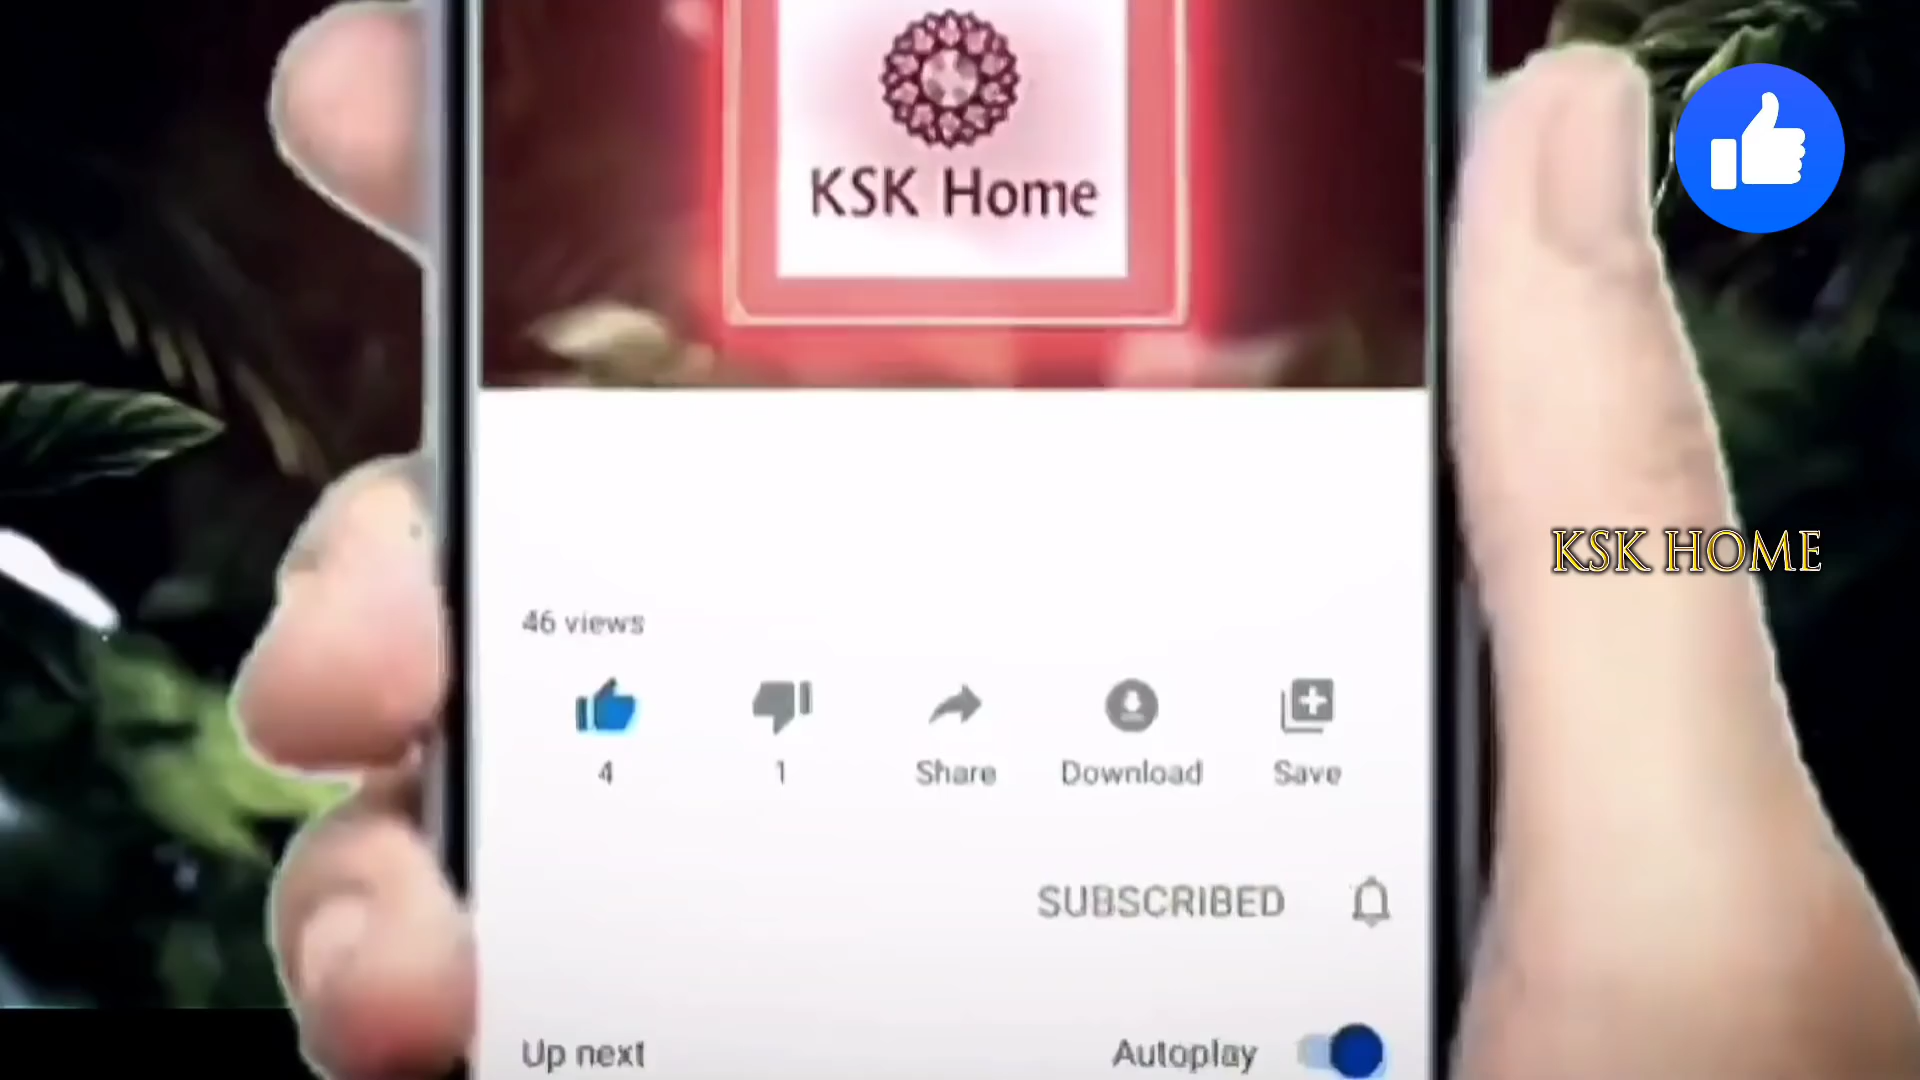 KSK Home
KSK HOME
46 views
4
1
Share
Download
Save
SUBSCRIBED
Up next
Autoplay